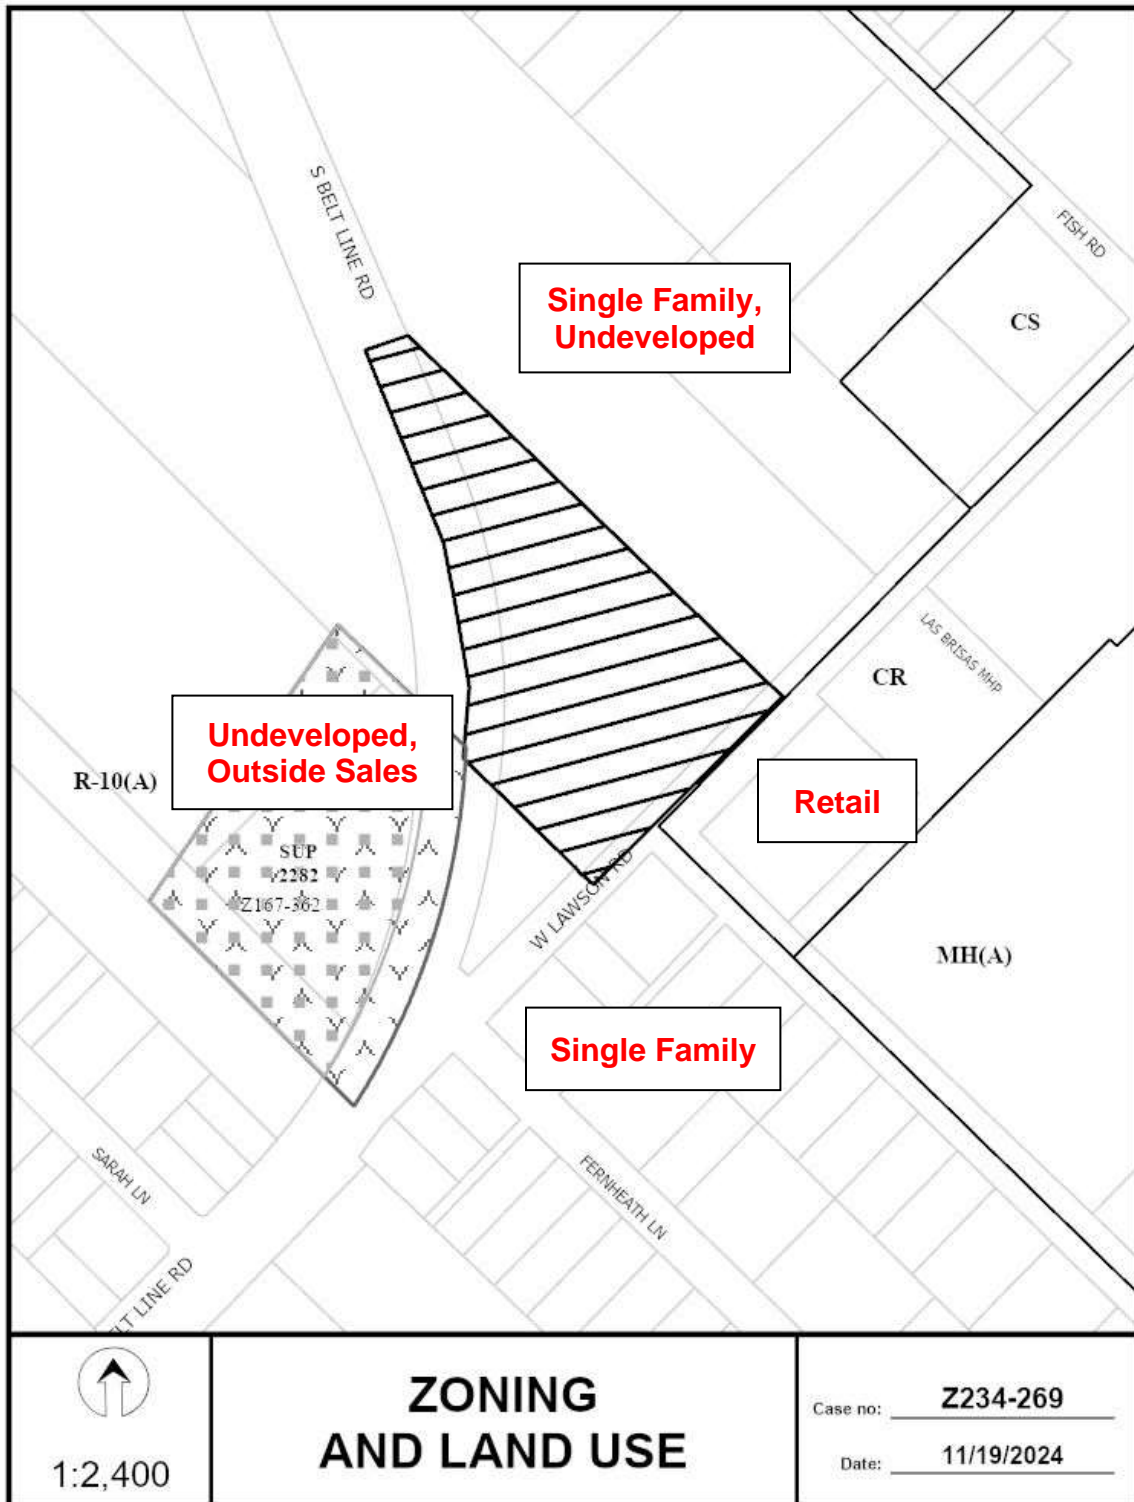 S BELT LINE RD
FISH RD
Single Family,
Undeveloped
CS
LAS BRISAS MHP
CR
Undeveloped,
Outside Sales
R-10(A)
Retail
SUP
2282
Z167-362
W LAWSON RD
MH(A)
Single Family
SARAH LN
FERNHEATH LN
LT LINE RD
ZONING
AND LAND USE
1:2,400
Case no: Z234-269
Date: 11/19/2024